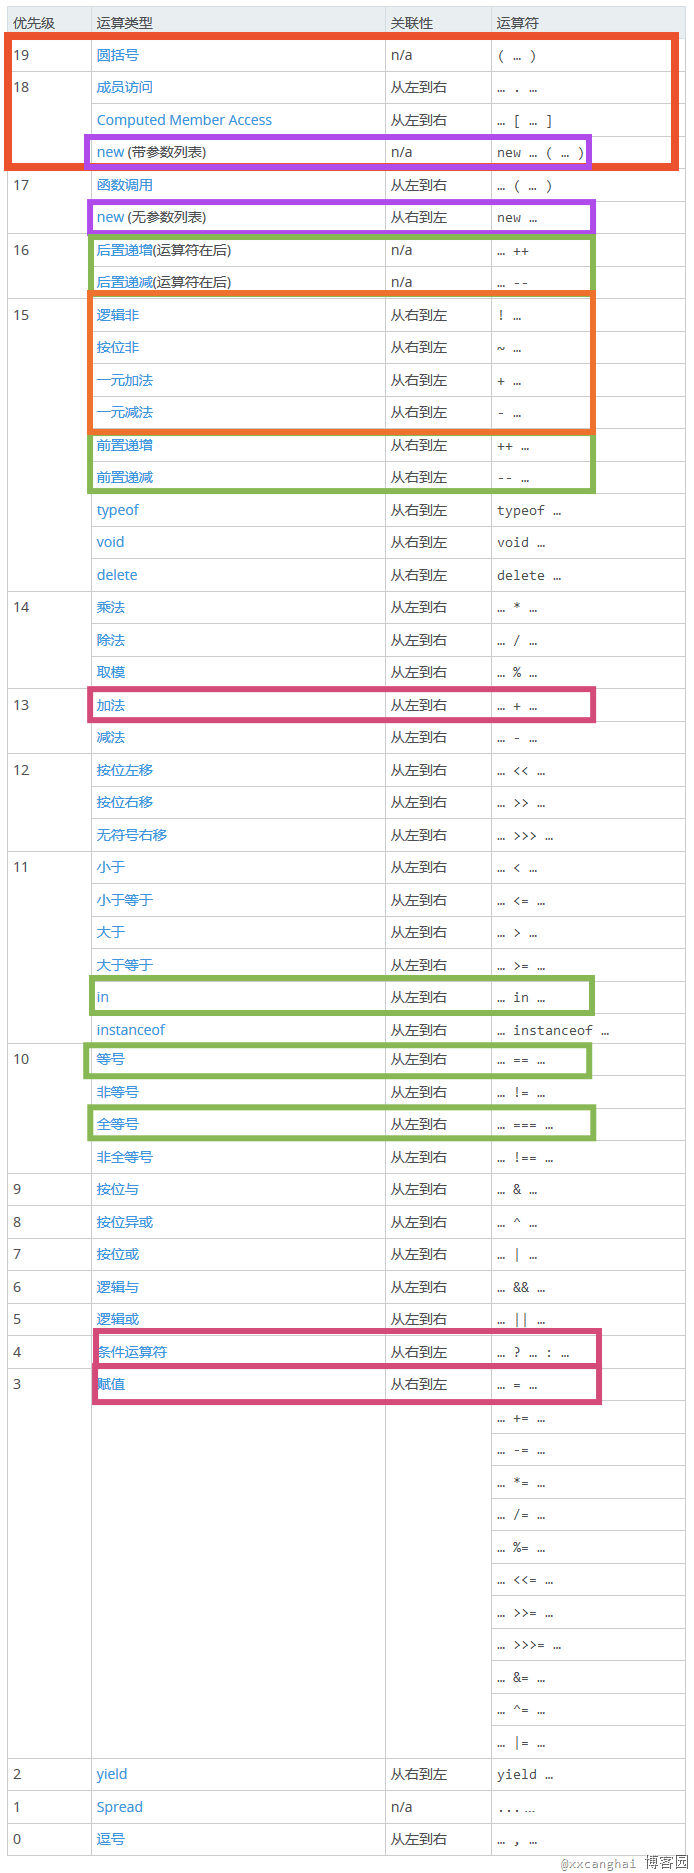 优先级 运算类型 关联性 运算符
19 圆括号 n/a ( … )
18 成员访问 从左到右 … . …
Computed Member Access 从左到右 … [ … ]
new (带参数列表) n/a new … ( … )
17 函数调用 从左到右 … ( … )
new (无参数列表) 从右到左 new …
16 后置递增(运算符在后) n/a … ++
后置递减(运算符在后) n/a … --
15 逻辑非 从右到左 ! …
按位非 从右到左 ~ …
一元加法 从右到左 + …
一元减法 从右到左 - …
前置递增 从右到左 ++ …
前置递减 从右到左 -- …
typeof 从右到左 typeof …
void 从右到左 void …
delete 从右到左 delete …
14 乘法 从左到右 … * …
除法 从左到右 … / …
取模 从左到右 … % …
13 加法 从左到右 … + …
减法 从左到右 … - …
12 按位左移 从左到右 … << …
按位右移 从左到右 … >> …
无符号右移 从左到右 … >>> …
11 小于 从左到右 … < …
小于等于 从左到右 … <= …
大于 从左到右 … > …
大于等于 从左到右 … >= …
in 从左到右 … in …
instanceof 从左到右 … instanceof …
10 等号 从左到右 … == …
非等号 从左到右 … != …
全等号 从左到右 … === …
非全等号 从左到右 … !== …
9 按位与 从左到右 … & …
8 按位异或 从左到右 … ^ …
7 按位或 从左到右 … | …
6 逻辑与 从左到右 … && …
5 逻辑或 从左到右 … || …
4 条件运算符 从右到左 … ? … : …
3 赋值 从右到左 … = …
… += …
… -= …
… *= …
… /= …
… %= …
… <<= …
… >>= …
… >>>= …
… &= …
… ^= …
… |= …
2 yield 从右到左 yield …
1 Spread n/a ... …
0 逗号 从左到右 … , …
@xxcanghai 博客园